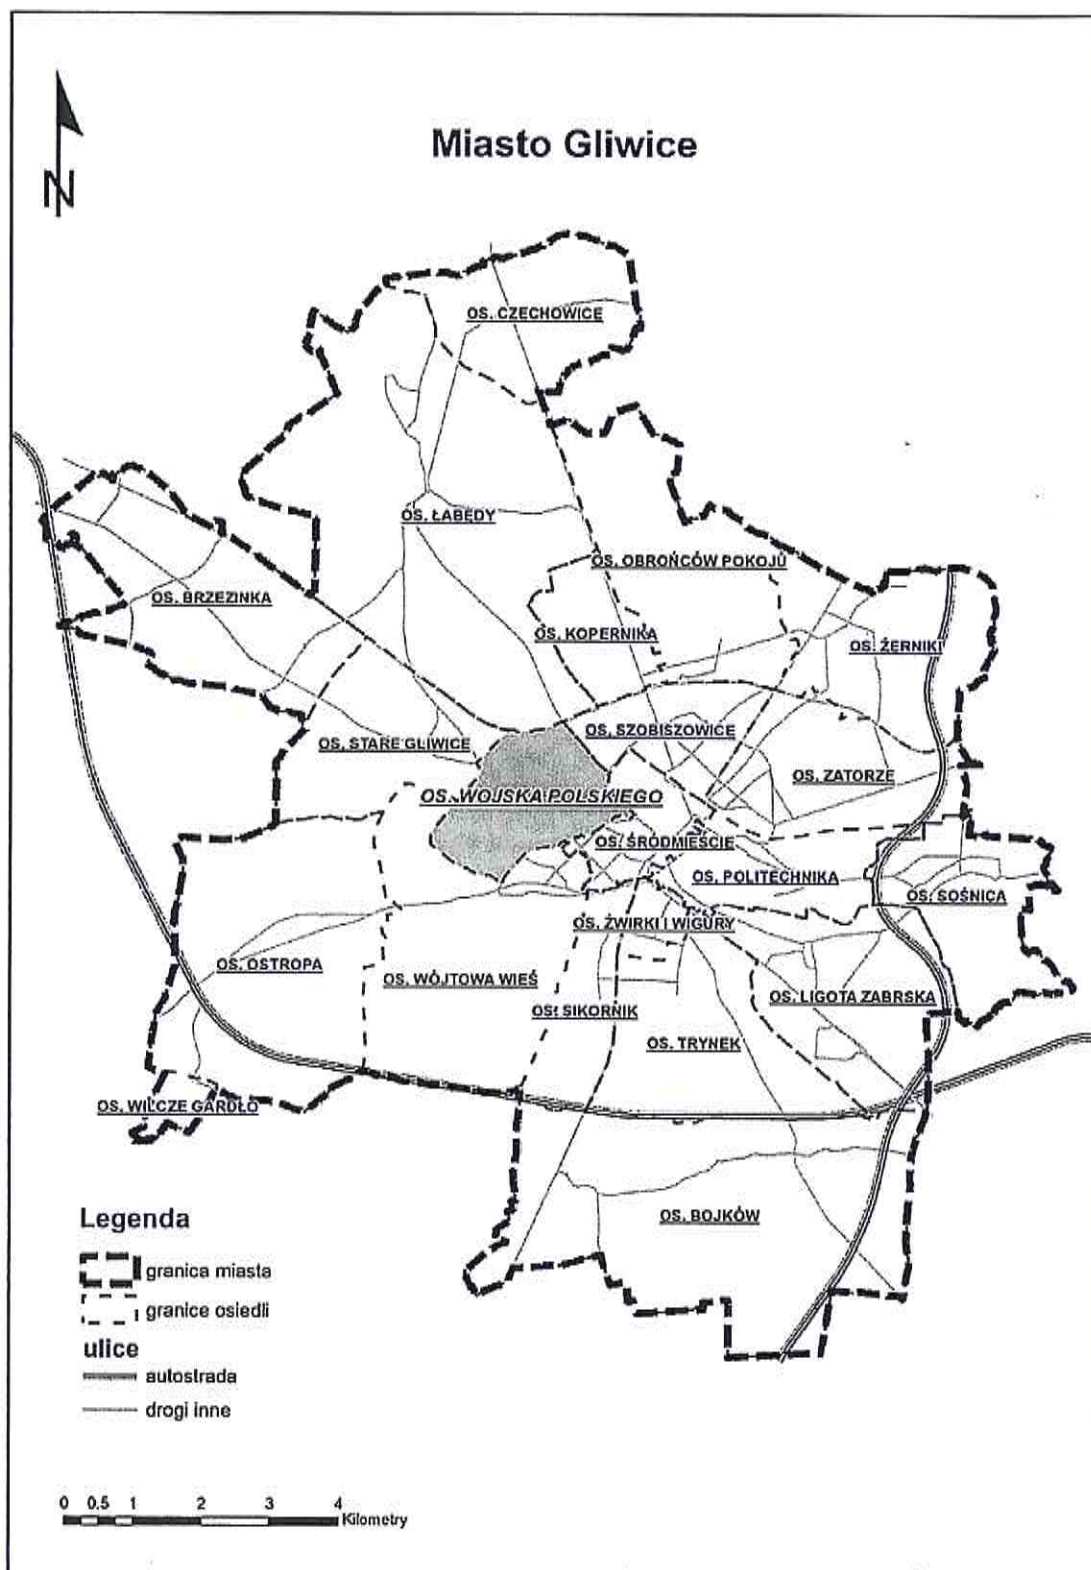 N
Miasto Gliwice
OS. CZECHOWICE
OS. ŁABĘDY
OS. OBROŃCÓW POKOJU
OS. BRZEZINKA
OS. KOPERNIKA
OS. ŻERNIKI
OS. SZOBISZOWICE
OS. STARE GLIWICE
OS. ZATORZE
OS. WOJSKA POLSKIEGO
OS. ŚRÓDMIEŚCIE
OS. POLITECHNIKA
OS. SOŚNICA
OS. ŻWIRKI I WIGURY
OS. OSTROPA
OS. WÓJTOWA WIEŚ
OS. LIGOTA ZABRSKA
OS. SIKORNIK
OS. TRYNEK
OS. WILCZE GARDŁO
OS. BOJKÓW
Legenda
granica miasta
granice osiedli
ulice
autostrada
drogi inne
0 0.5 1 2 3 4
Kilometry